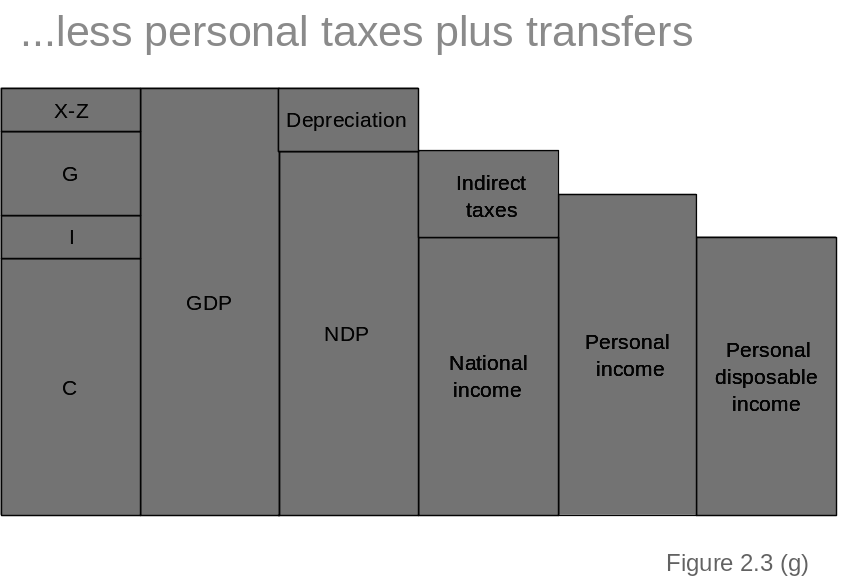 ...less personal taxes plus transfers
X-Z
G
I
C
GDP
Depreciation
NDP
Indirect
taxes
National
income
Personal
income
Personal
disposable
income
Figure 2.3 (g)